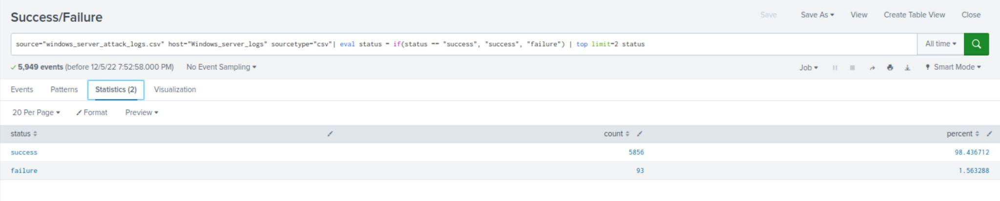 Success/Failure
Save Save As View Create Table View Close
source="windows_server_attack_logs.csv" host="Windows_server_logs" sourcetype="csv"| eval status = if(status == "success", "success", "failure") | top limit=2 status
All time
5,949 events (before 12/5/22 7:52:58.000 PM) No Event Sampling
Job Smart Mode
Events Patterns Statistics (2) Visualization
20 Per Page Format Preview
status count percent
success 5856 98.436712
failure 93 1.563288